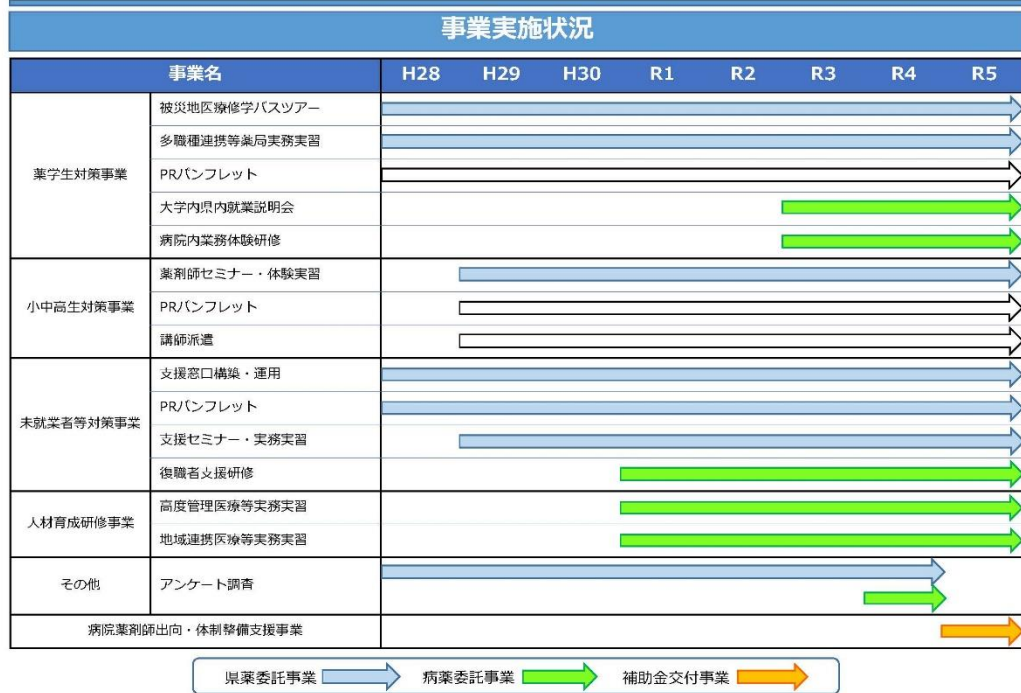 事業実施状況
事業名 H28 H29 H30 R1 R2 R3 R4 R5
薬学生対策事業
被災地医療修学バスツアー
多職種連携等薬局実務実習
PRパンフレット
大学内県内就業説明会
病院内業務体験研修
小中高生対策事業
薬剤師セミナー・体験実習
PRパンフレット
講師派遣
未就業者等対策事業
支援窓口構築・運用
PRパンフレット
支援セミナー・実務実習
復職者支援研修
人材育成研修事業
高度管理医療等実務実習
地域連携医療等実務実習
その他
アンケート調査
病院薬剤師出向・体制整備支援事業
県薬委託事業 病薬委託事業 補助金交付事業